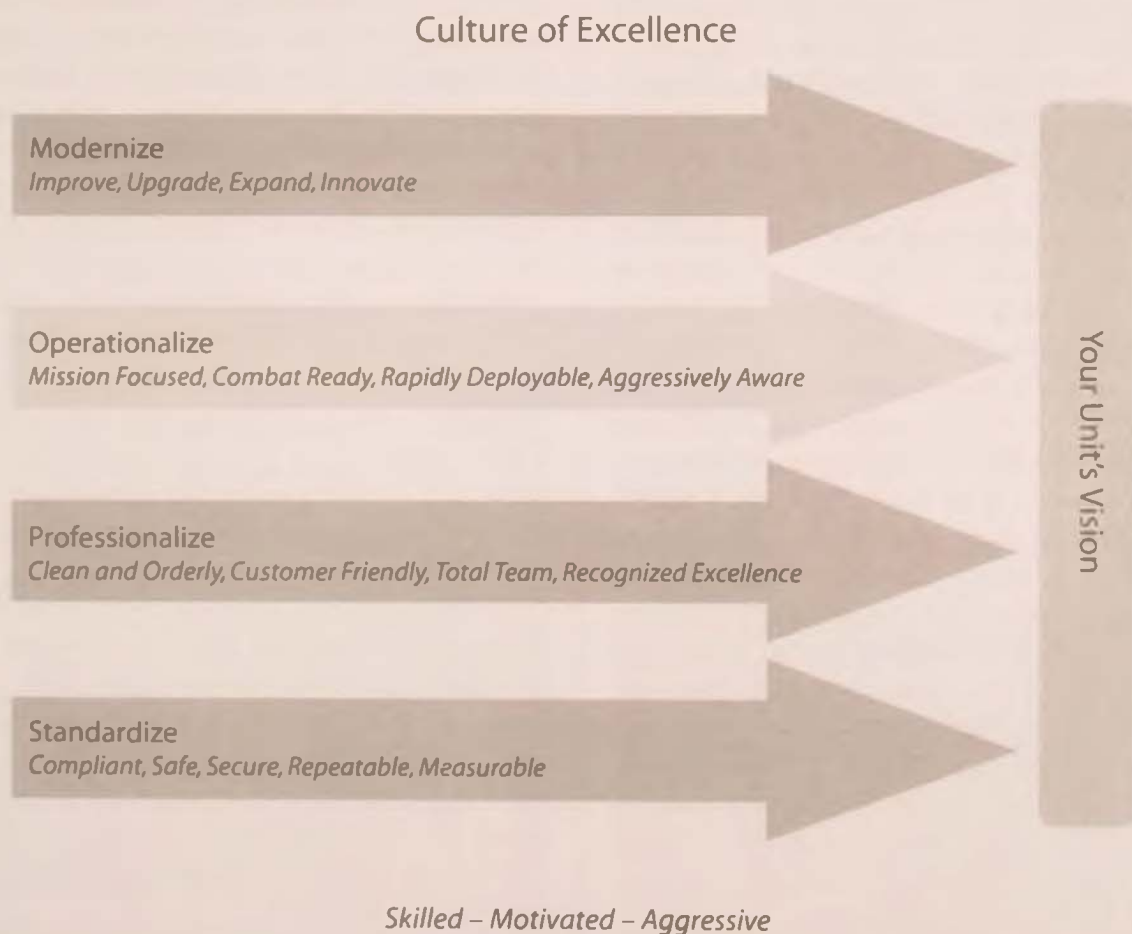 Culture of Excellence
Modernize
Improve, Upgrade, Expand, Innovate
Operationalize
Mission Focused, Combat Ready, Rapidly Deployable, Aggressively Aware
Professionalize
Clean and Orderly, Customer Friendly, Total Team, Recognized Excellence
Standardize
Compliant, Safe, Secure, Repeatable, Measurable
Your Unit's Vision
Skilled – Motivated – Aggressive